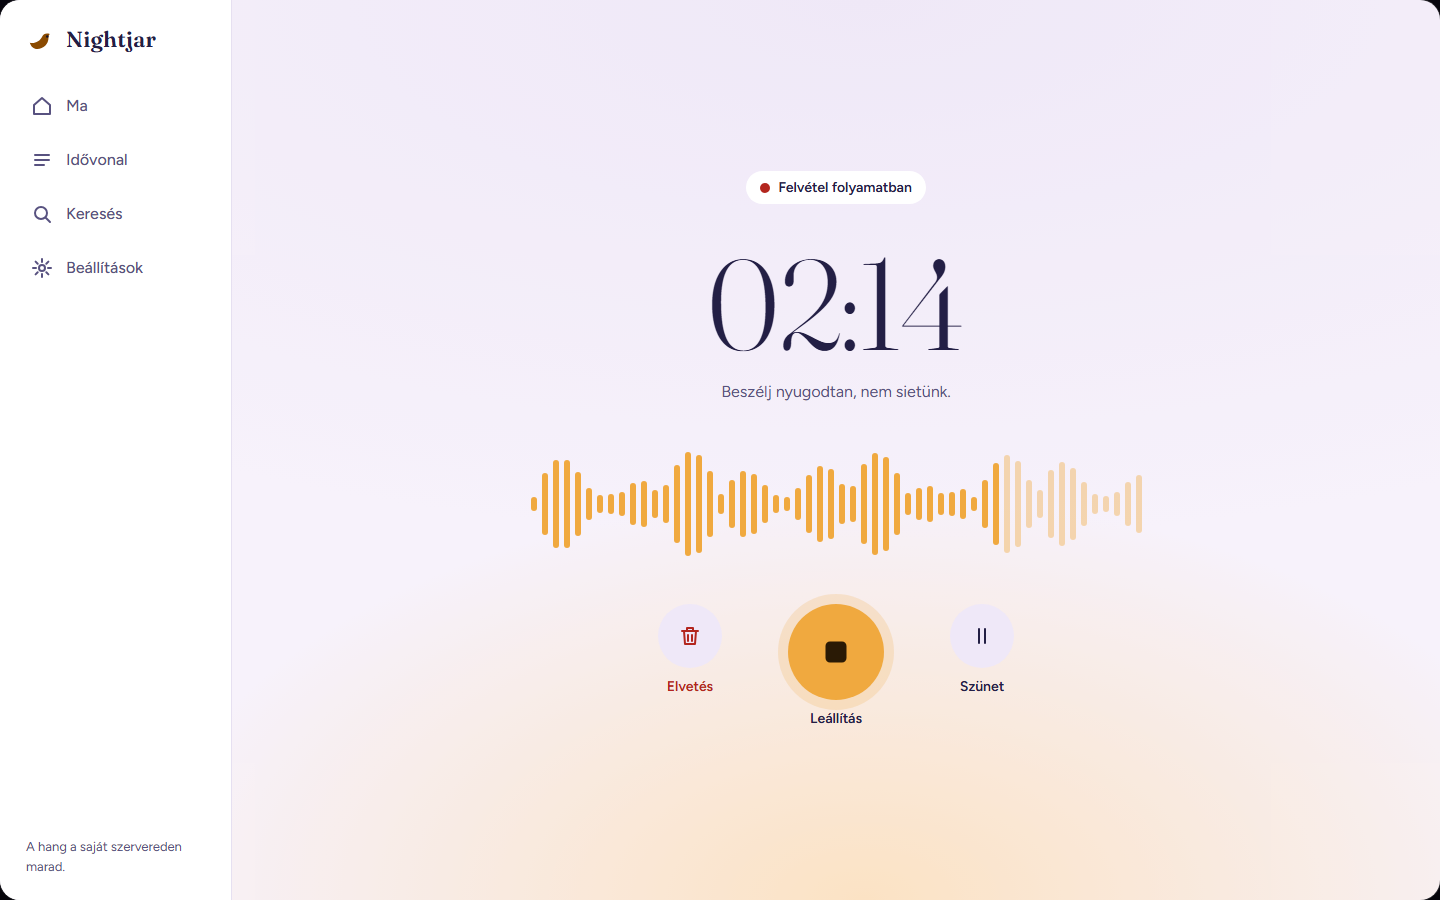 Nightjar
Ma
Idővonal
Keresés
Beállítások
A hang a saját szervereden
marad.
Felvétel folyamatban
02:14
Beszélj nyugodtan, nem sietünk.
Elvetés
Leállítás
Szünet